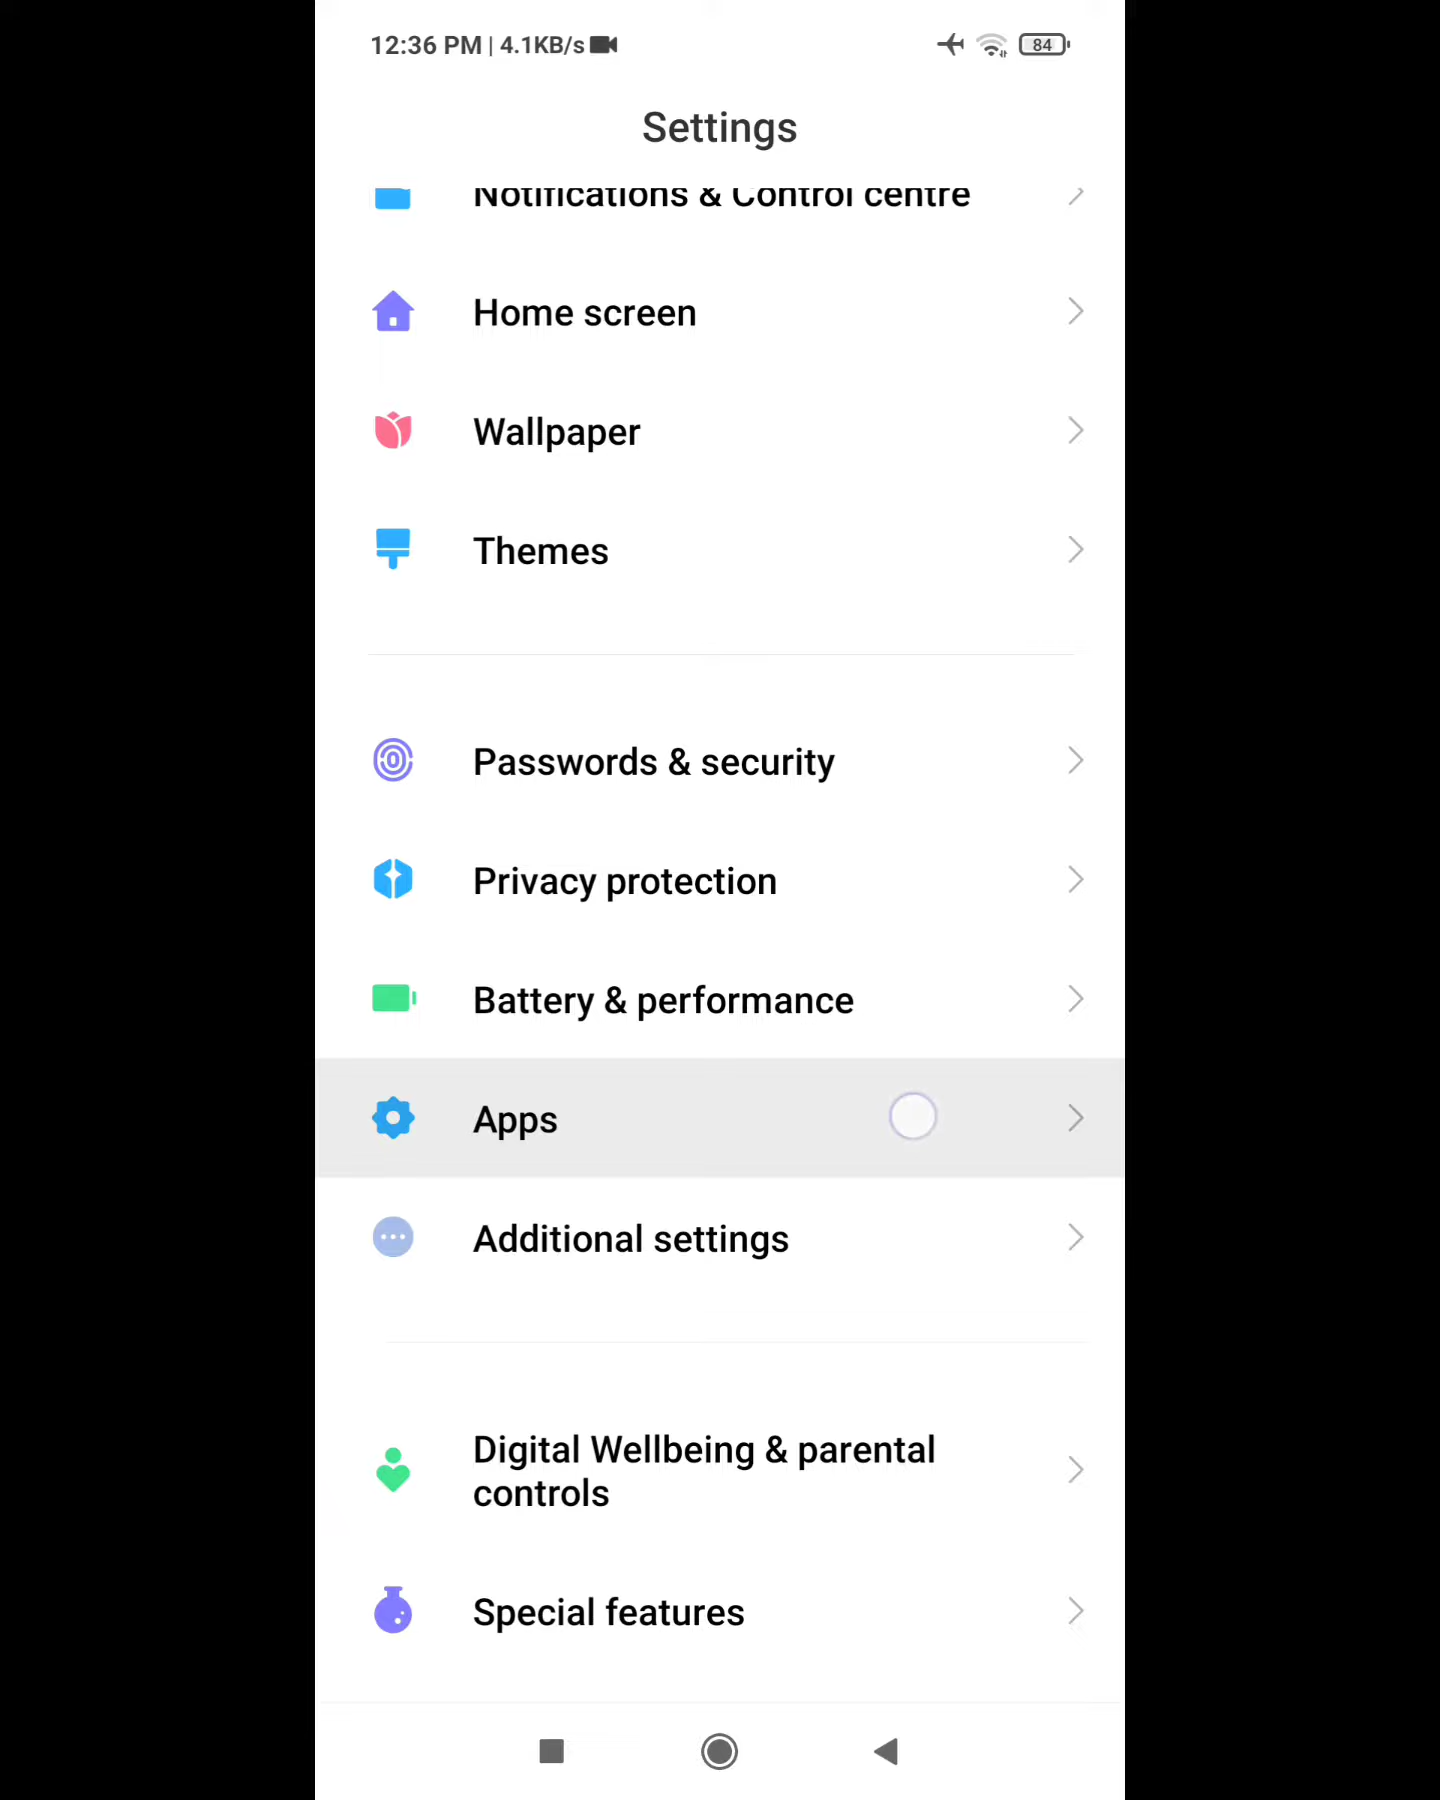 12:36 PM | 4.1KB/s
84
Settings
Notifications & Control centre
Home screen
Wallpaper
Themes
Passwords & security
Privacy protection
Battery & performance
Apps
Additional settings
Digital Wellbeing & parental
controls
Special features